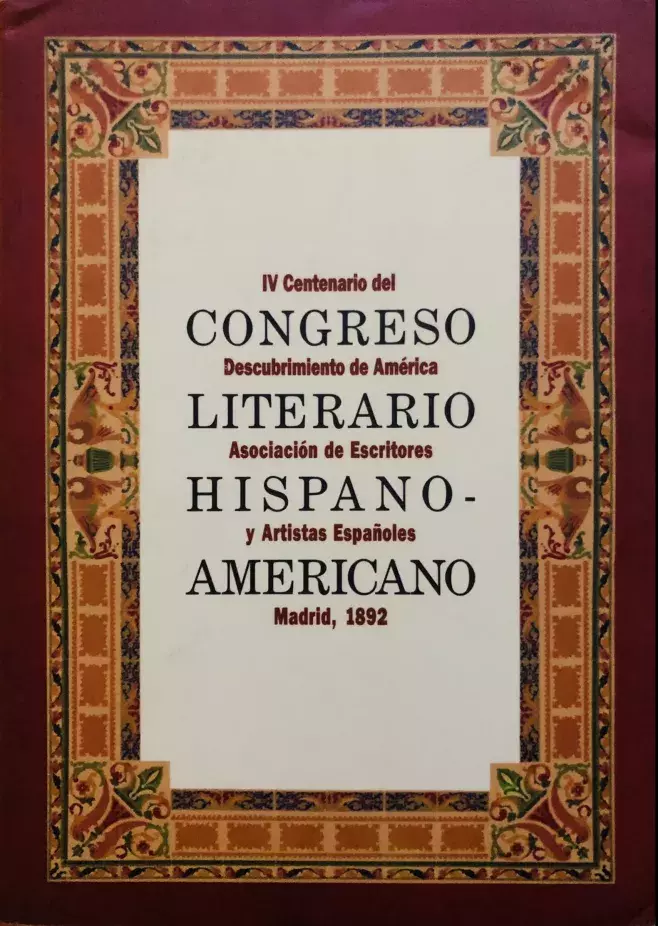 IV Centenario del
CONGRESO
Descubrimiento de América
LITERARIO
Asociación de Escritores
HISPANO-
y Artistas Españoles
AMERICANO
Madrid, 1892